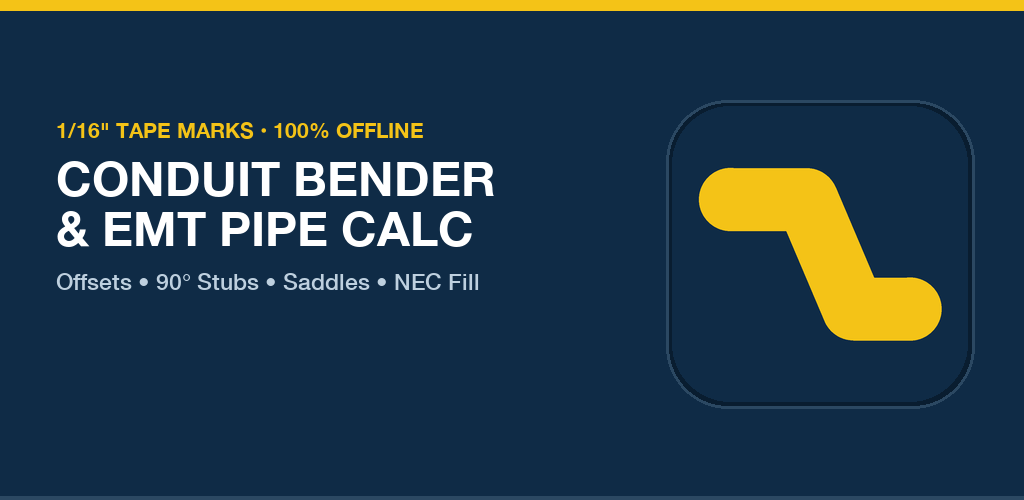 1/16" TAPE MARKS • 100% OFFLINE
CONDUIT BENDER
& EMT PIPE CALC
Offsets • 90° Stubs • Saddles • NEC Fill